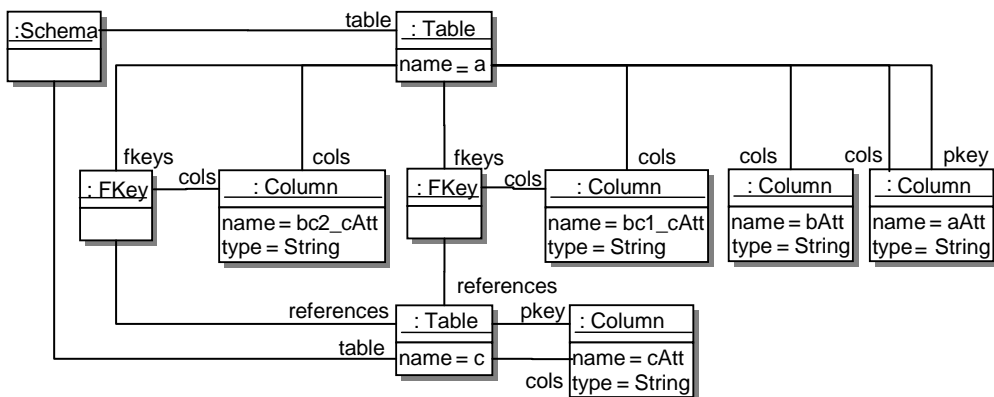 table
:Schema
: Table
name = a
fkeys
cols
fkeys
cols
cols
cols
pkey
: FKey
cols
: Column
name = bc2_cAtt
type = String
: FKey
cols
: Column
name = bc1_cAtt
type = String
: Column
name = bAtt
type = String
: Column
name = aAtt
type = String
references
references
: Table
name = c
pkey
table
cols
: Column
name = cAtt
type = String